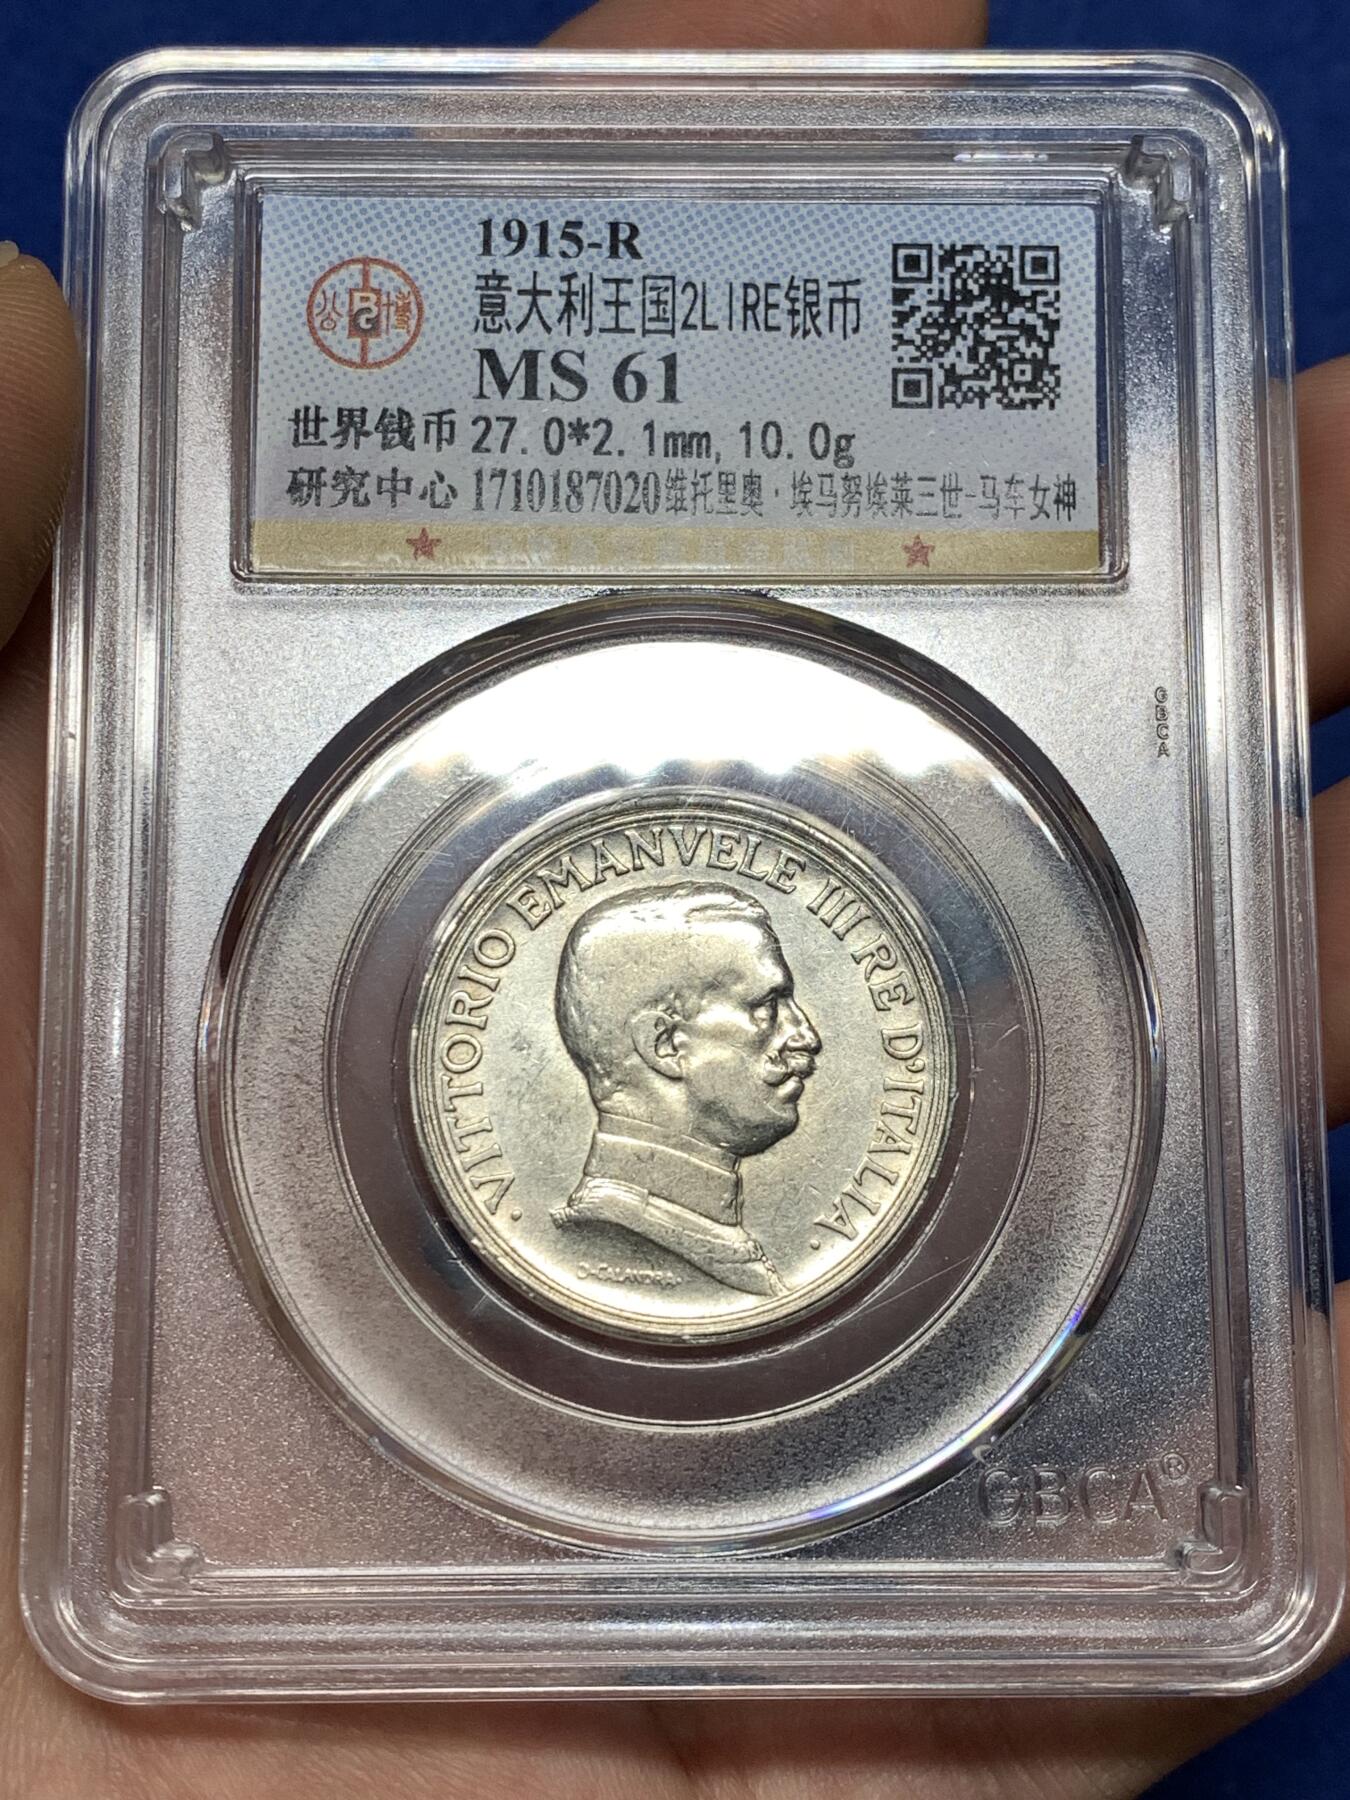 1915-R
意大利王国2LIRE银币
MS 61
公博
世界钱币 27.0*2.1mm,10.0g
研究中心 1710187020维托里奥·埃马努埃莱三世-马车女神
GBCA
·VITTORIO EMANVELE III RE D'ITALIA·
D·CALANDRA·
GBCA®